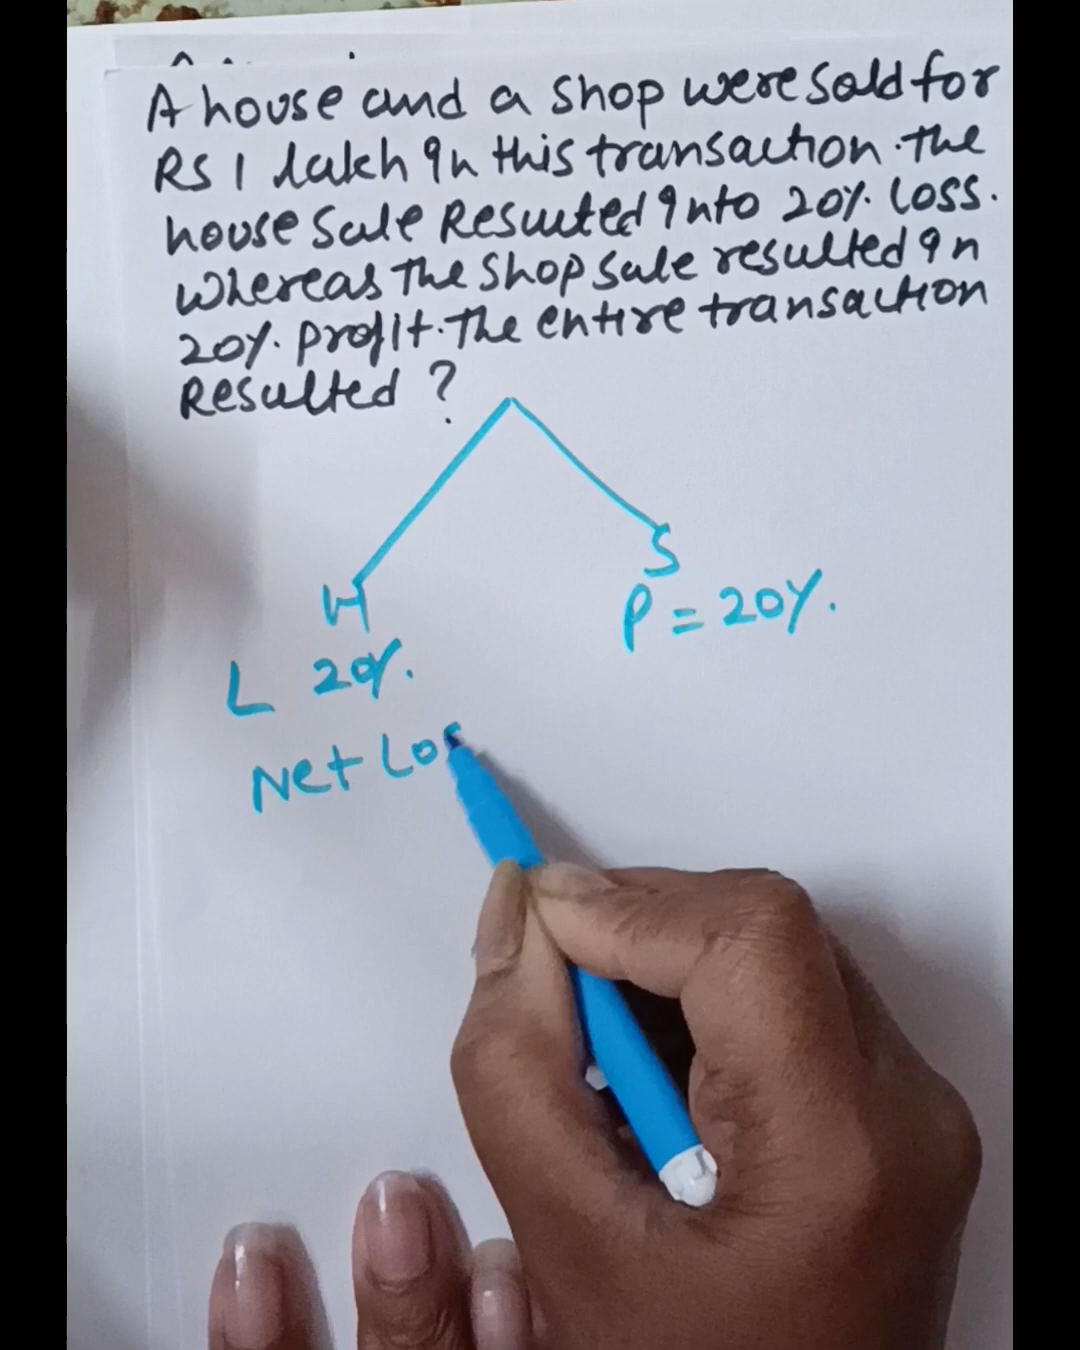 A house and a shop were sold for
RS 1 lakh 9n this transaction. the
house sale Resulted 9nto 20%. loss.
whereas The shop sale resulted 9n
20%. profit. The entire transaction
Resulted ?
H
S
P = 20%.
L 20%.
Net Los